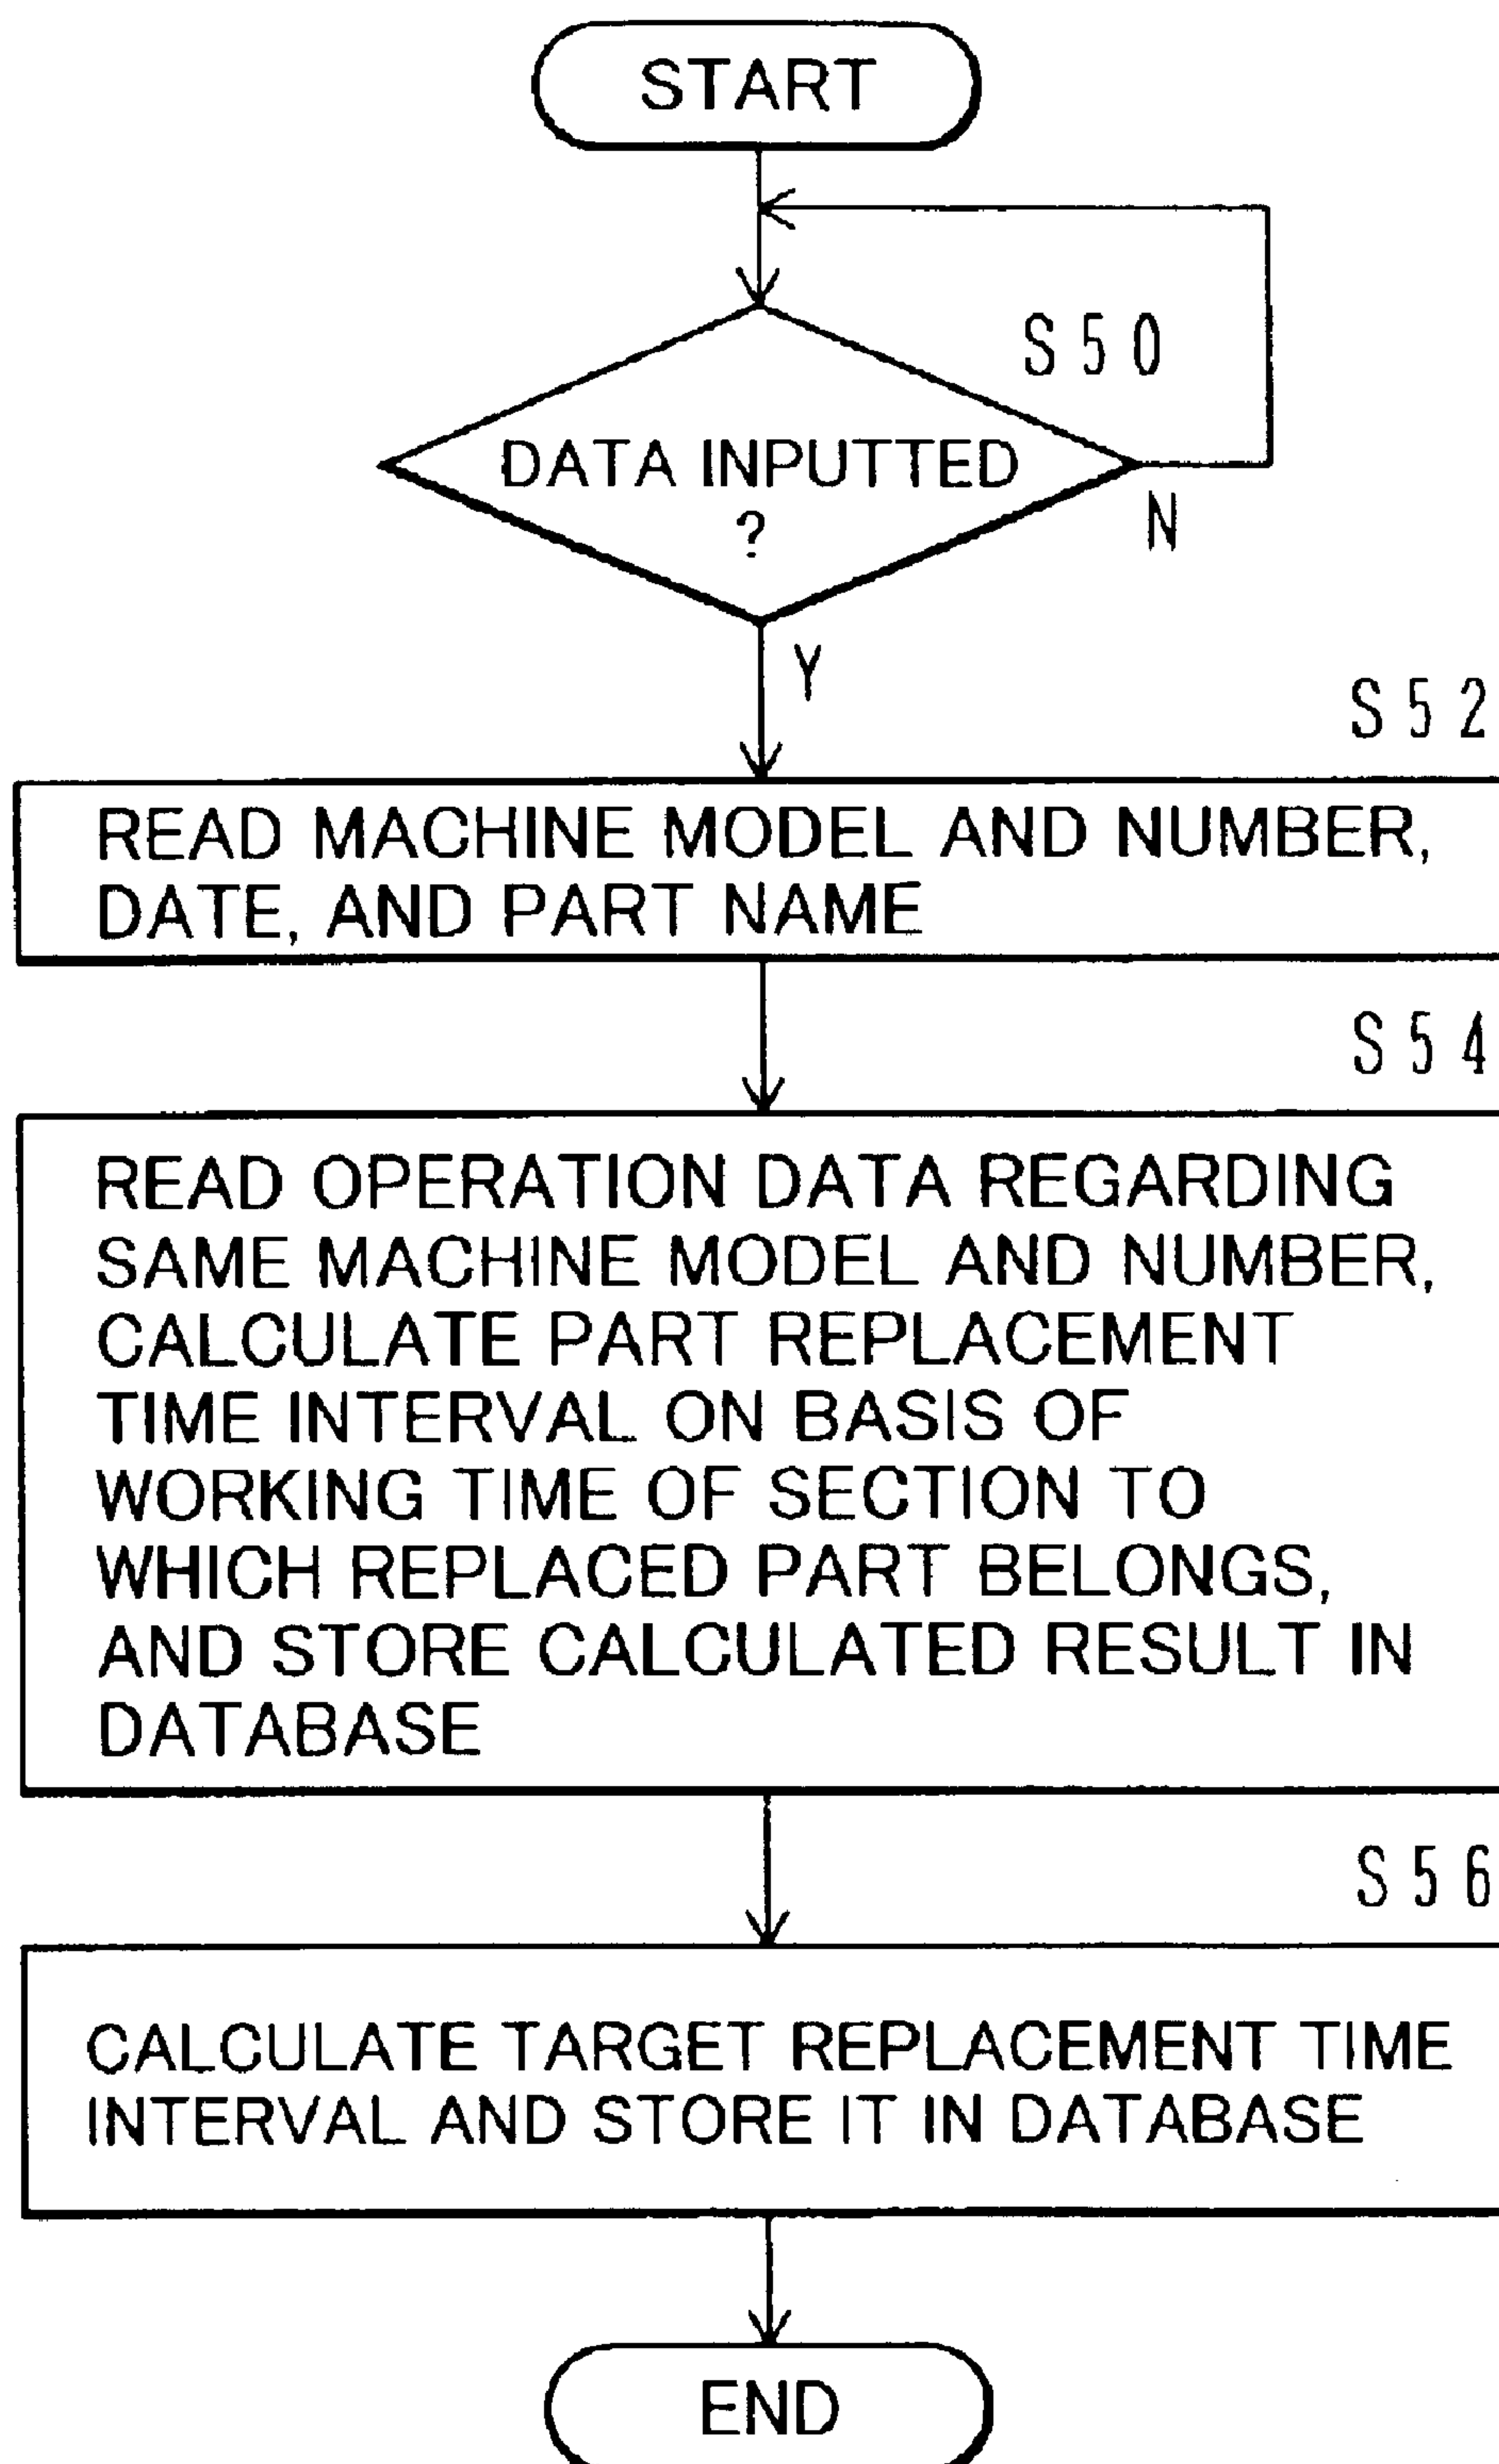 START
S50
DATA INPUTTED
?
N
Y
S52
READ MACHINE MODEL AND NUMBER,
DATE, AND PART NAME
S54
READ OPERATION DATA REGARDING
SAME MACHINE MODEL AND NUMBER,
CALCULATE PART REPLACEMENT
TIME INTERVAL ON BASIS OF
WORKING TIME OF SECTION TO
WHICH REPLACED PART BELONGS,
AND STORE CALCULATED RESULT IN
DATABASE
S56
CALCULATE TARGET REPLACEMENT TIME
INTERVAL AND STORE IT IN DATABASE
END